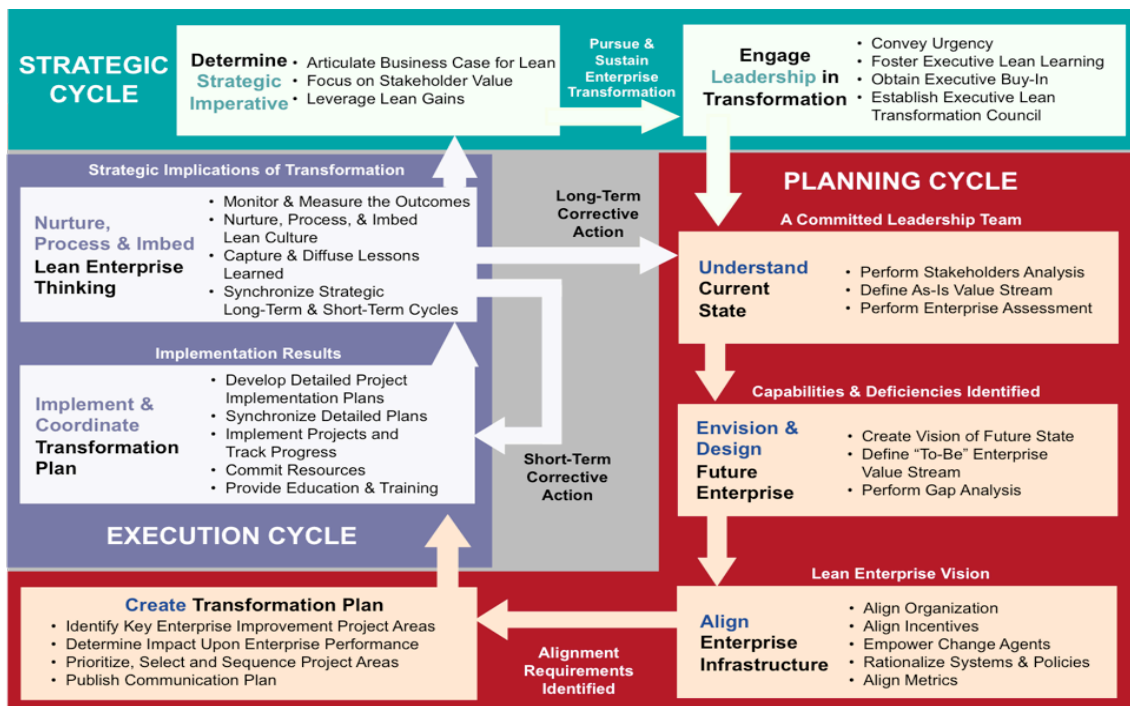 STRATEGIC
CYCLE
Determine
Strategic
Imperative
• Articulate Business Case for Lean
• Focus on Stakeholder Value
• Leverage Lean Gains
Pursue &
Sustain
Enterprise
Transformation
Engage
Leadership in
Transformation
• Convey Urgency
• Foster Executive Lean Learning
• Obtain Executive Buy-In
• Establish Executive Lean
Transformation Council
Strategic Implications of Transformation
Nurture,
Process & Imbed
Lean Enterprise
Thinking
• Monitor & Measure the Outcomes
• Nurture, Process, & Imbed
Lean Culture
• Capture & Diffuse Lessons
Learned
• Synchronize Strategic
Long-Term & Short-Term Cycles
Long-Term
Corrective
Action
PLANNING CYCLE
A Committed Leadership Team
Understand
Current
State
• Perform Stakeholders Analysis
• Define As-Is Value Stream
• Perform Enterprise Assessment
Implementation Results
Implement &
Coordinate
Transformation
Plan
• Develop Detailed Project
Implementation Plans
• Synchronize Detailed Plans
• Implement Projects and
Track Progress
• Commit Resources
• Provide Education & Training
Short-Term
Corrective
Action
Capabilities & Deficiencies Identified
Envision &
Design
Future
Enterprise
• Create Vision of Future State
• Define “To-Be” Enterprise
Value Stream
• Perform Gap Analysis
EXECUTION CYCLE
Lean Enterprise Vision
Create Transformation Plan
• Identify Key Enterprise Improvement Project Areas
• Determine Impact Upon Enterprise Performance
• Prioritize, Select and Sequence Project Areas
• Publish Communication Plan
Alignment
Requirements
Identified
Align
Enterprise
Infrastructure
• Align Organization
• Align Incentives
• Empower Change Agents
• Rationalize Systems & Policies
• Align Metrics